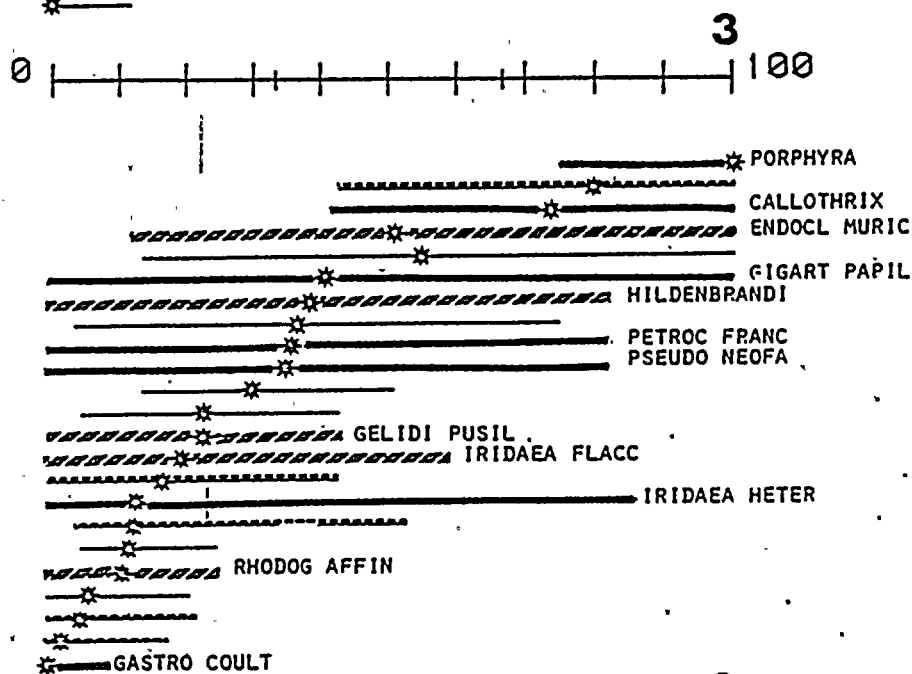 3
0 100
PORPHYRA
CALLOTHRIX
ENDOCL MURIC
GIGART PAPIL
HILDENBRANDI
PETROC FRANC
PSEUDO NEOFA
GELIDI PUSIL
IRIDAEA FLACC
IRIDAEA HETER
RHODOG AFFIN
GASTRO COULT